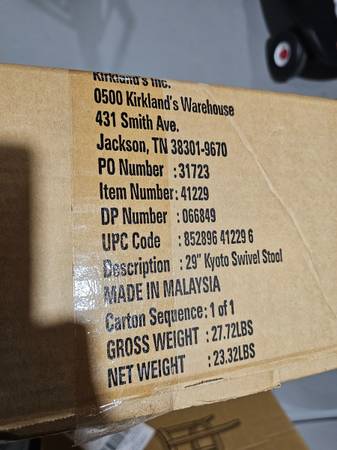 Kirkland's Inc.
0500 Kirkland's Warehouse
431 Smith Ave.
Jackson, TN 38301-9670
PO Number : 31723
Item Number: 41229
DP Number : 066849
UPC Code : 852896 41229 6
Description : 29" Kyoto Swivel Stool
MADE IN MALAYSIA
Carton Sequence: 1 of 1
GROSS WEIGHT : 27.72LBS
NET WEIGHT : 23.32LBS